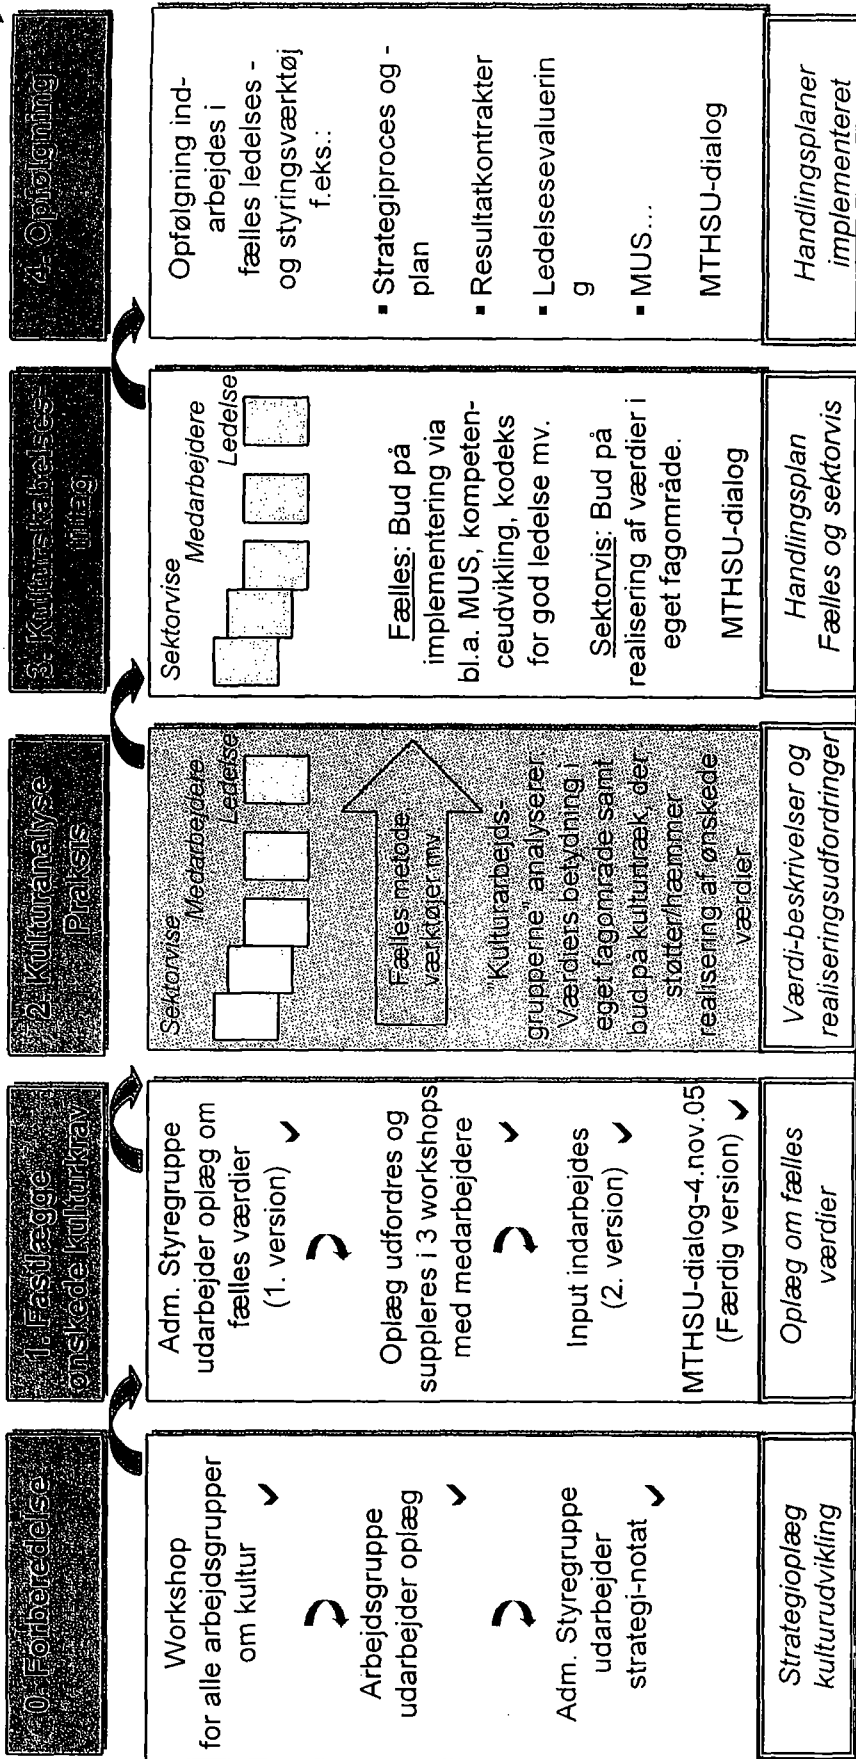 0. Forberedelse
Workshop
for alle arbejdsgrupper
om kultur
Arbejdsgruppe
udarbejder oplæg
Adm. Styregruppe
udarbejder
strategi-notat
Strategioplæg
kulturudvikling
1. Fastlægge
ønskede kulturkrav
Adm. Styregruppe
udarbejder oplæg om
fælles værdier
(1. version)
Oplæg udfordres og
suppleres i 3 workshops
med medarbejdere
Input indarbejdes
(2. version)
MTHSU-dialog-4.nov.05
(Færdig version)
Oplæg om fælles
værdier
2. Kulturanalyse
Praksis
Sektorvise
Medarbejdere
Ledelse
Fælles metode,
værktøjer mv.
"Kulturarbejds-
grupperne" analyserer:
Værdiers betydning i
eget fagområde samt
bud på kulturtræk, der
støtter/hæmmer
realisering af ønskede
værdier
Værdi-beskrivelser og
realiseringsudfordringer
3. Kulturskabelses-
tiltag
Sektorvise
Medarbejdere
Ledelse
Fælles: Bud på
implementering via
bl.a. MUS, kompeten-
ceudvikling, kodeks
for god ledelse mv.
Sektorvis: Bud på
realisering af værdier i
eget fagområde.
MTHSU-dialog
Handlingsplan
Fælles og sektorvis
4. Opfølgning
Opfølgning ind-
arbejdes i
fælles ledelses -
og styringsværktøj
f.eks.:
▪ Strategiproces og -
plan
▪ Resultatkontrakter
▪ Ledelsesevaluerin
g
▪ MUS...
MTHSU-dialog
Handlingsplaner
implementeret